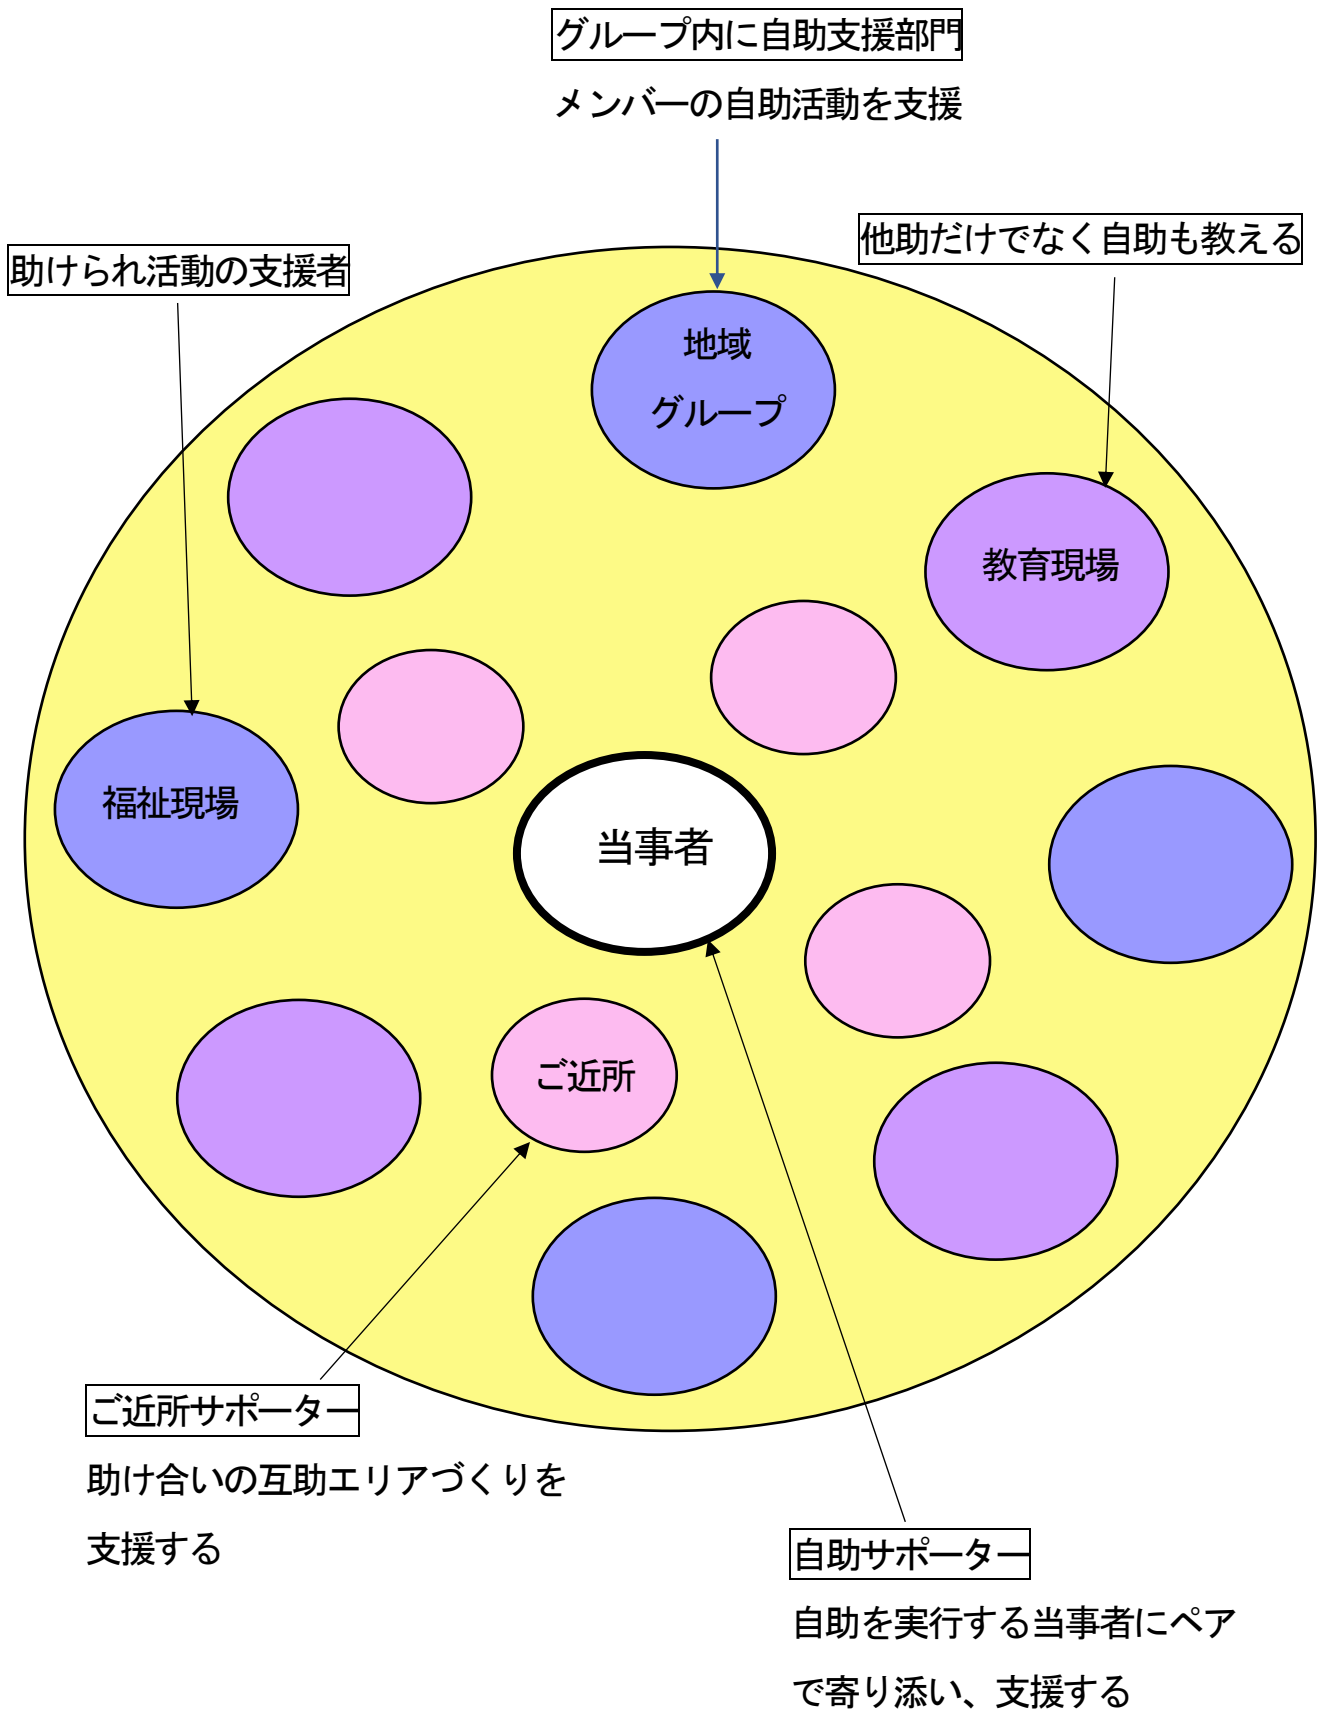 グループ内に自助支援部門
メンバーの自助活動を支援
他助だけでなく自助も教える
助けられ活動の支援者
地域
グループ
教育現場
福祉現場
当事者
ご近所
ご近所サポーター
助け合いの互助エリアづくりを
支援する
自助サポーター
自助を実行する当事者にペア
で寄り添い、支援する